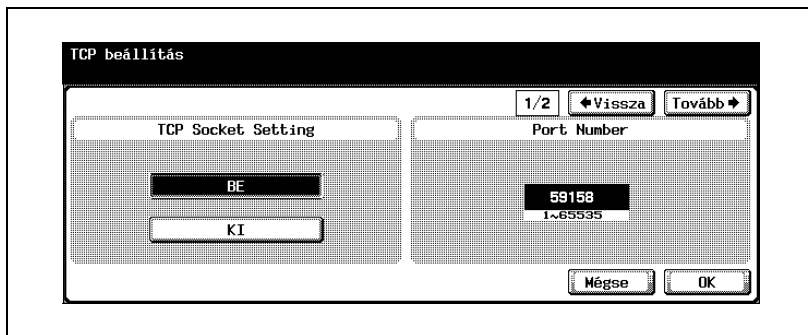 TCP beállítás
1/2 🡄Vissza Tovább🡆
TCP Socket Setting
Port Number
BE
59158
1~65535
KI
Mégse OK